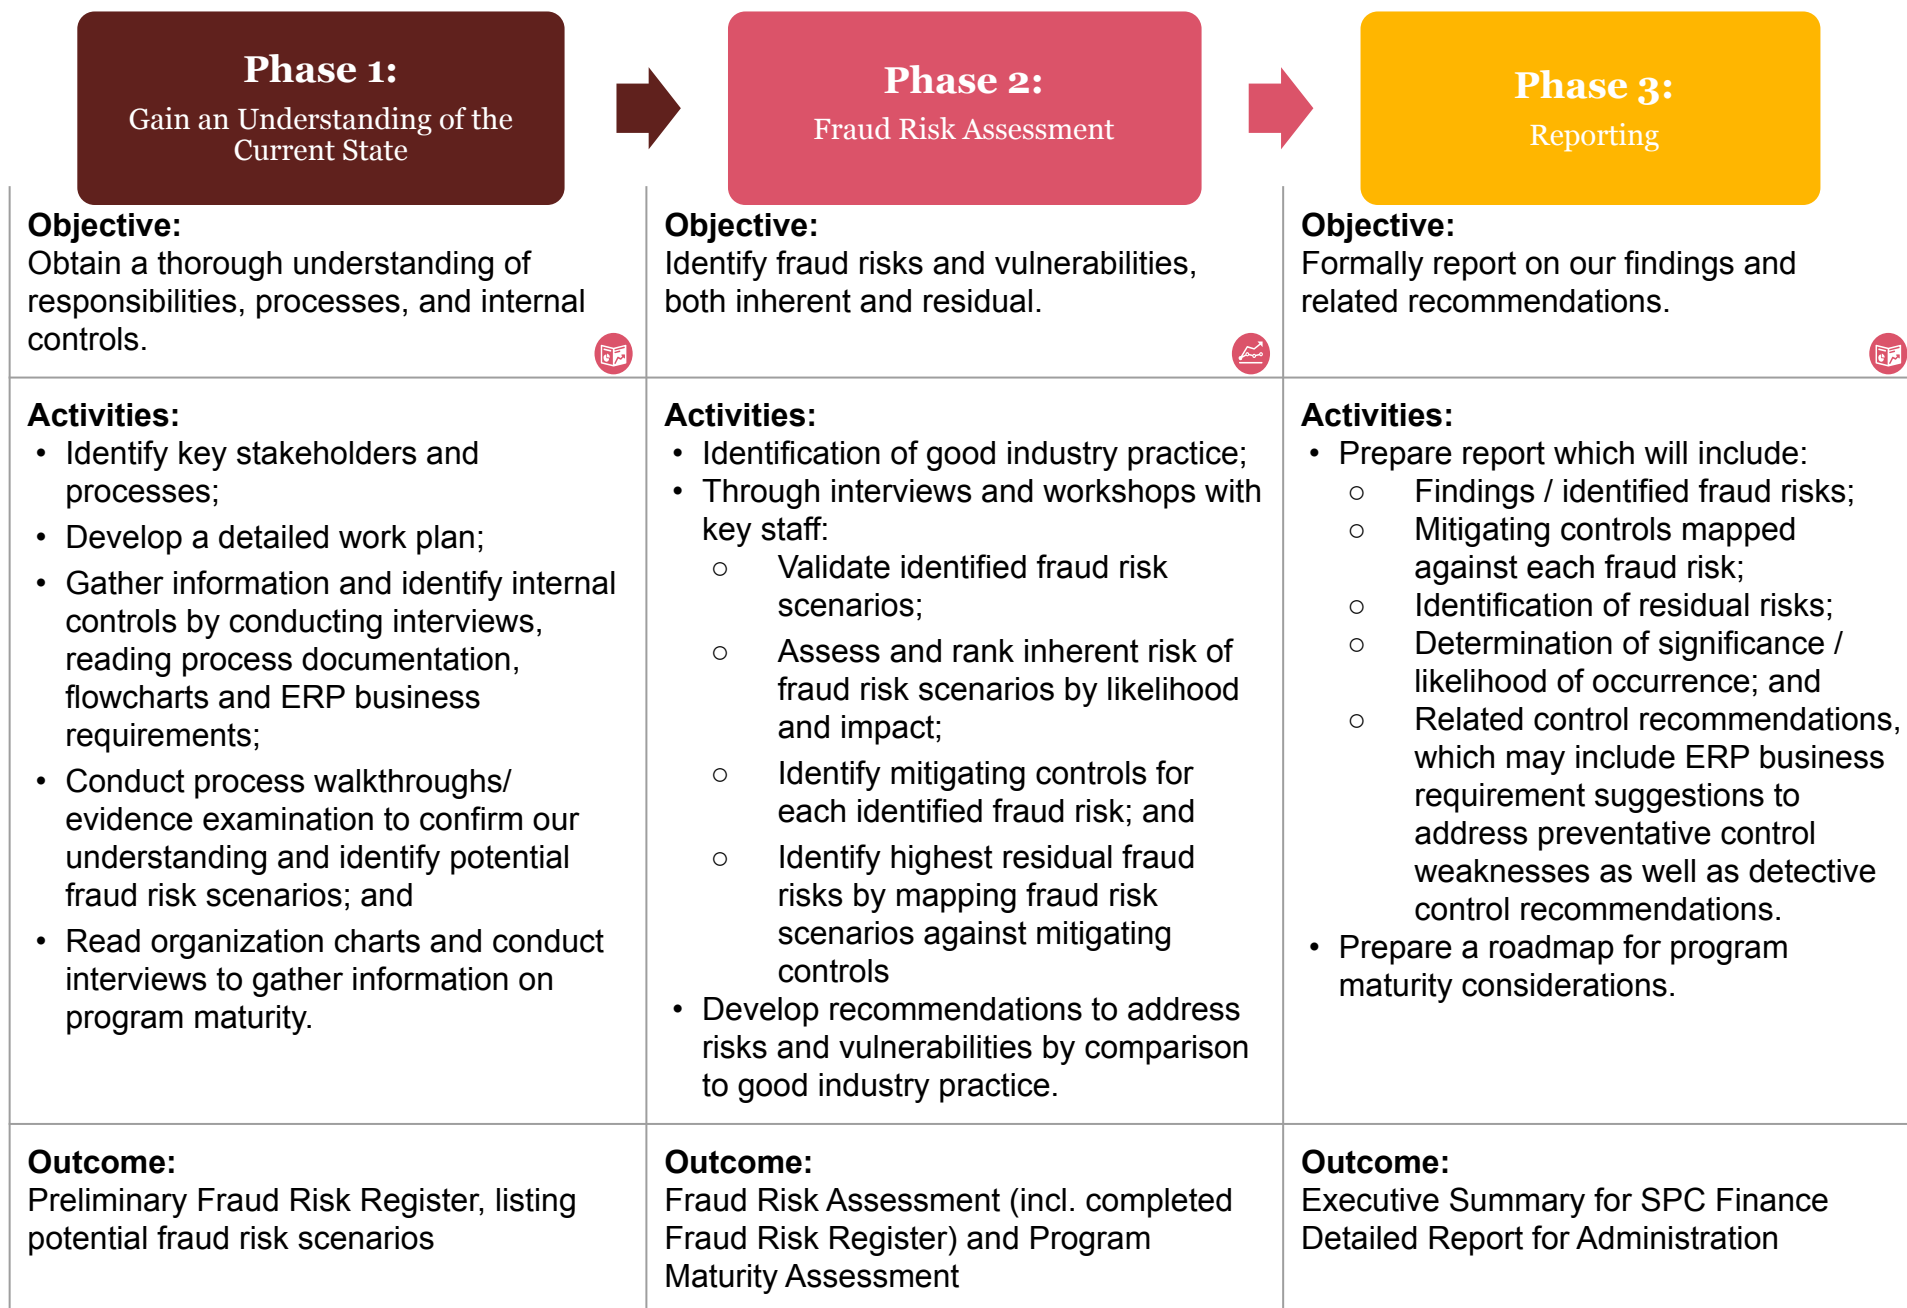 Phase 1:
Gain an Understanding of the
Current State
Phase 2:
Fraud Risk Assessment
Phase 3:
Reporting
Objective:
Obtain a thorough understanding of
responsibilities, processes, and internal
controls.
Objective:
Identify fraud risks and vulnerabilities,
both inherent and residual.
Objective:
Formally report on our findings and
related recommendations.
Activities:
• Identify key stakeholders and
processes;
• Develop a detailed work plan;
• Gather information and identify internal
controls by conducting interviews,
reading process documentation,
flowcharts and ERP business
requirements;
• Conduct process walkthroughs/
evidence examination to confirm our
understanding and identify potential
fraud risk scenarios; and
• Read organization charts and conduct
interviews to gather information on
program maturity.
Activities:
• Identification of good industry practice;
• Through interviews and workshops with
key staff:
○ Validate identified fraud risk
scenarios;
○ Assess and rank inherent risk of
fraud risk scenarios by likelihood
and impact;
○ Identify mitigating controls for
each identified fraud risk; and
○ Identify highest residual fraud
risks by mapping fraud risk
scenarios against mitigating
controls
• Develop recommendations to address
risks and vulnerabilities by comparison
to good industry practice.
Activities:
• Prepare report which will include:
○ Findings / identified fraud risks;
○ Mitigating controls mapped
against each fraud risk;
○ Identification of residual risks;
○ Determination of significance /
likelihood of occurrence; and
○ Related control recommendations,
which may include ERP business
requirement suggestions to
address preventative control
weaknesses as well as detective
control recommendations.
• Prepare a roadmap for program
maturity considerations.
Outcome:
Preliminary Fraud Risk Register, listing
potential fraud risk scenarios
Outcome:
Fraud Risk Assessment (incl. completed
Fraud Risk Register) and Program
Maturity Assessment
Outcome:
Executive Summary for SPC Finance
Detailed Report for Administration